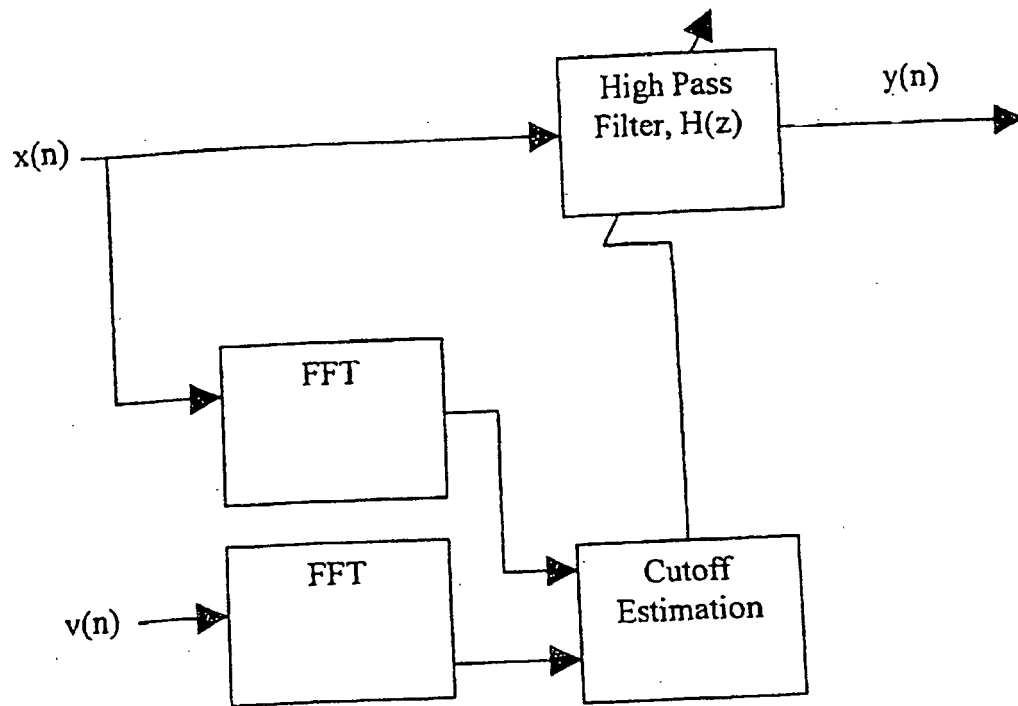 High Pass
Filter, H(z)
y(n)
x(n)
FFT
FFT
Cutoff
Estimation
v(n)